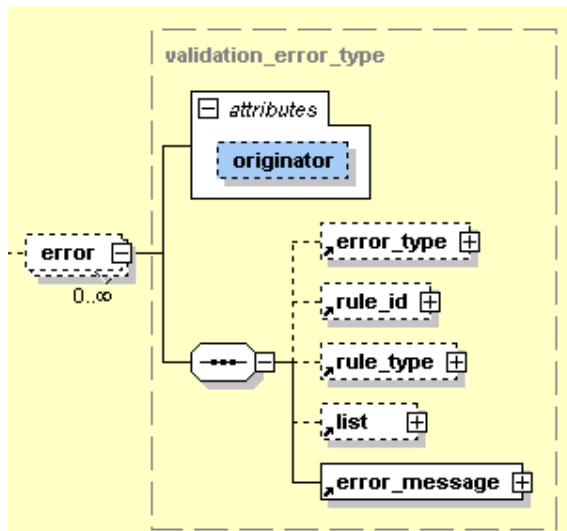 validation_error_type
attributes
originator
error
0..∞
error_type
rule_id
rule_type
list
error_message